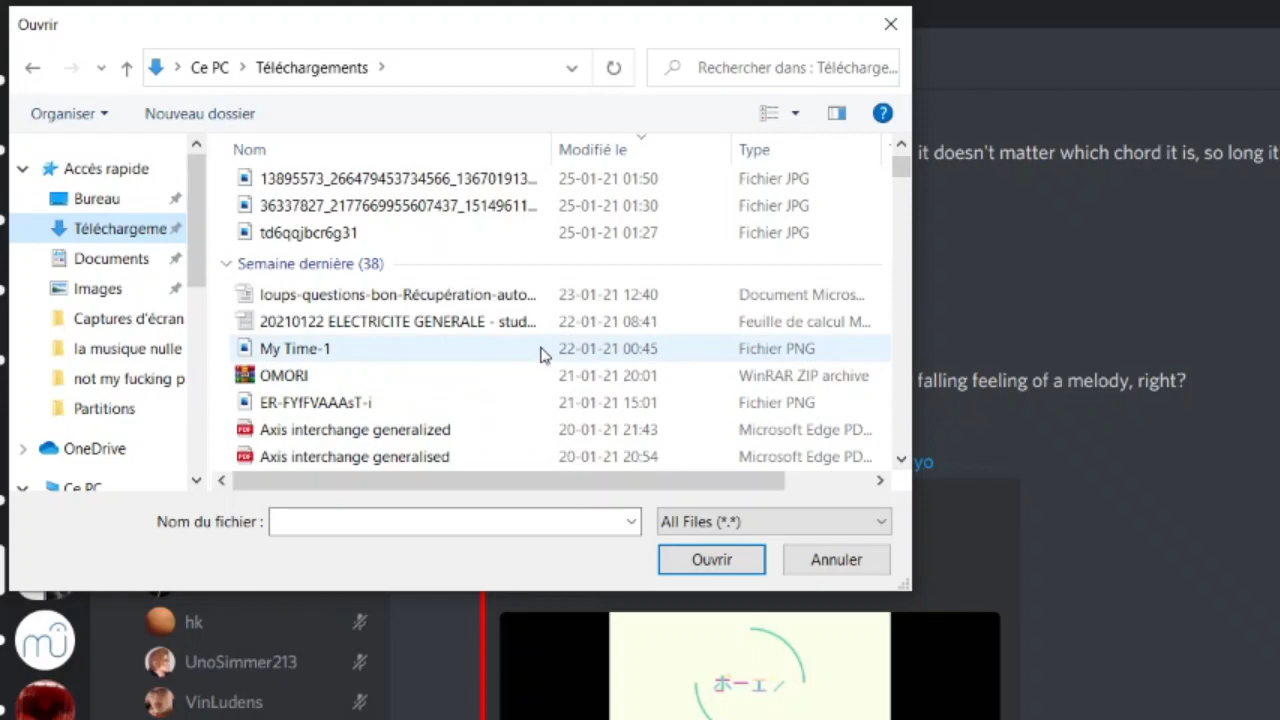 Ouvrir
Ce PC Téléchargements
Rechercher dans : Télécharge...
Organiser Nouveau dossier
Accès rapide
Bureau
Téléchargeme
Documents
Images
Captures d'écran
la musique nulle
not my fucking p
Partitions
OneDrive
Ce PC
Nom Modifié le Type
13895573_266479453734566_136701913... 25-01-21 01:50 Fichier JPG
36337827_2177669955607437_15149611... 25-01-21 01:30 Fichier JPG
td6qqjbcr6g31 25-01-21 01:27 Fichier JPG
Semaine dernière (38)
loups-questions-bon-Récupération-auto... 23-01-21 12:40 Document Micros...
20210122 ELECTRICITE GENERALE - stud... 22-01-21 08:41 Feuille de calcul M...
My Time-1 22-01-21 00:45 Fichier PNG
OMORI 21-01-21 20:01 WinRAR ZIP archive
ER-FYfFVAAAsT-i 21-01-21 15:01 Fichier PNG
Axis interchange generalized 20-01-21 21:43 Microsoft Edge PD...
Axis interchange generalised 20-01-21 20:54 Microsoft Edge PD...
Nom du fichier :
All Files (*.*)
Ouvrir Annuler
it doesn't matter which chord it is, so long it
falling feeling of a melody, right?
yo
hk
UnoSimmer213
VinLudens
mu
ボーエ